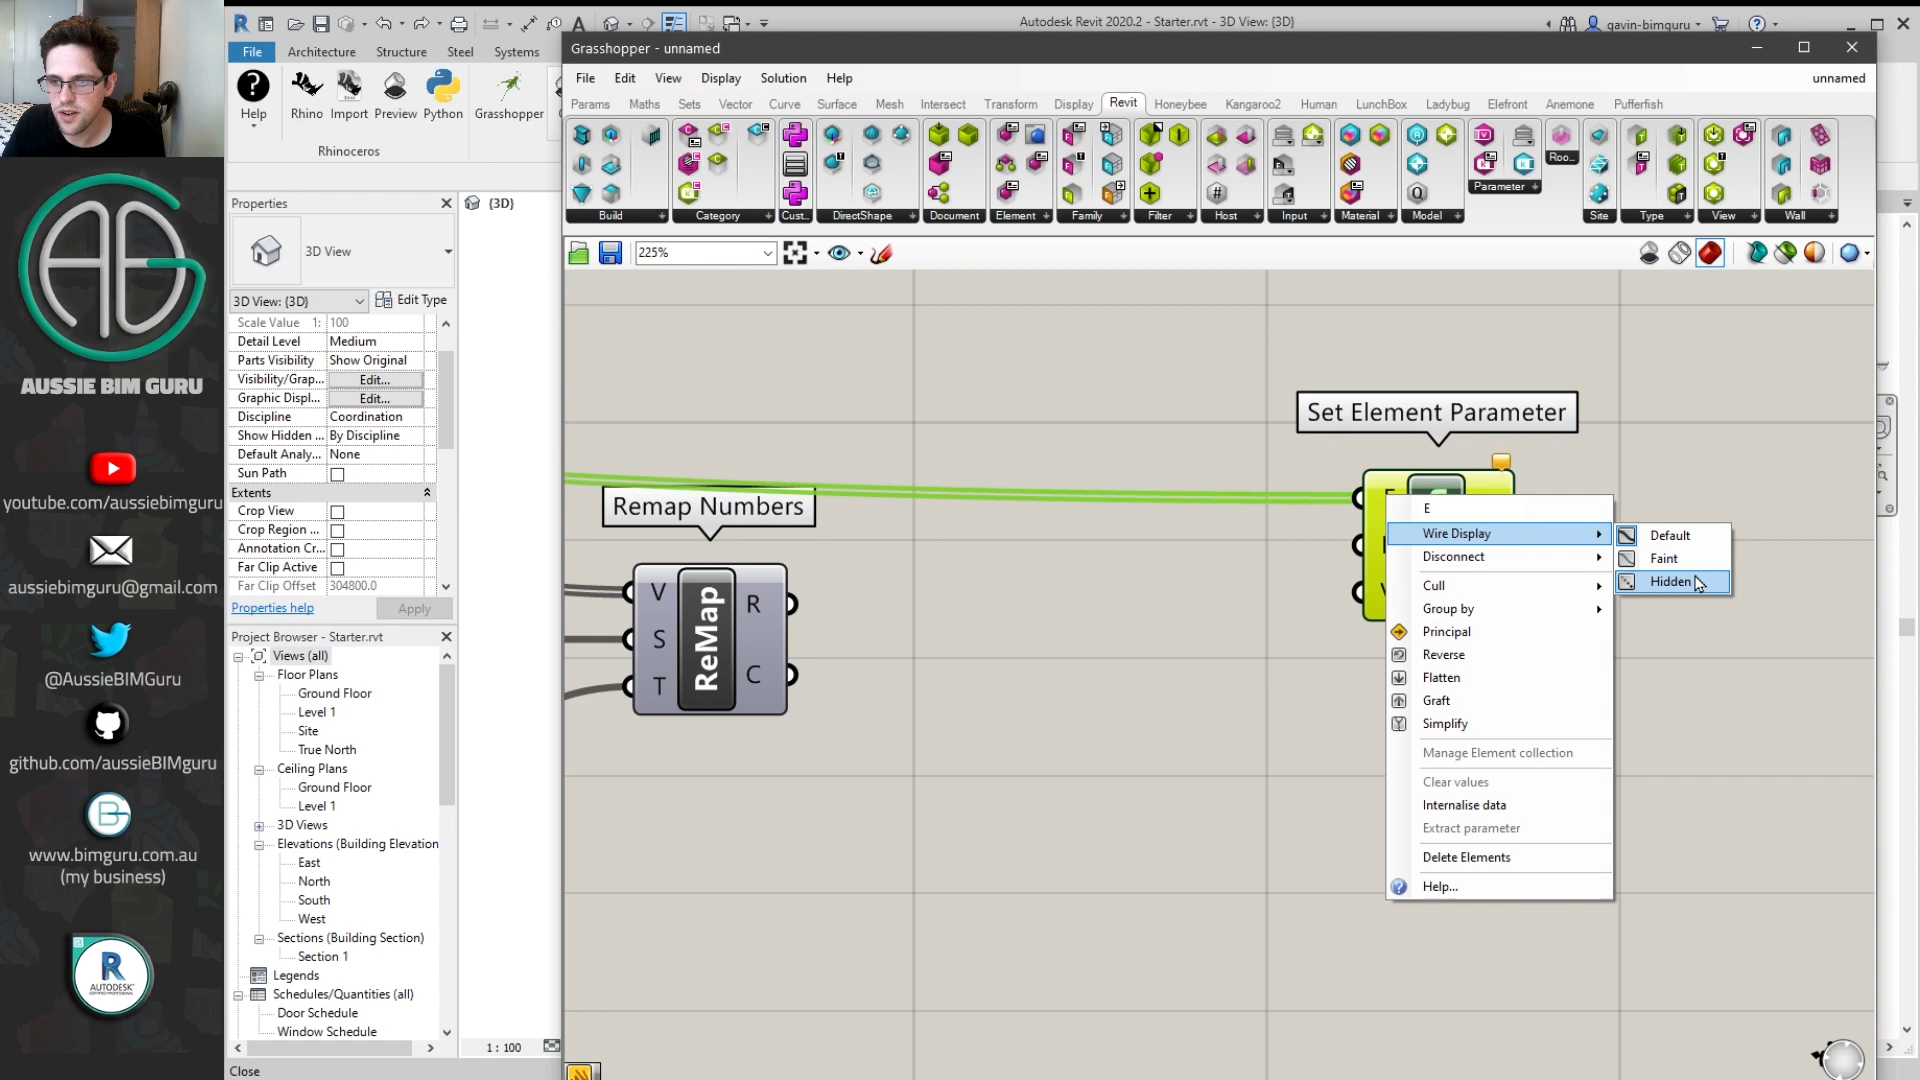 Autodesk Revit 2020.2 - Starter.rvt - 3D View: {3D}
gavin-bimguru
File
Architecture
Structure
Steel
Systems
Help
Rhino
Import
Preview
Python
Grasshopper
Rhinoceros
Grasshopper - unnamed
File Edit View Display Solution Help
unnamed
Params Maths Sets Vector Curve Surface Mesh Intersect Transform Display Revit Honeybee Kangaroo2 Human LunchBox Ladybug Elefront Anemone Pufferfish
Roo...
Build Category Cust... DirectShape Document Element Family Filter Host Input Material Model Parameter Site Type View Wall
225%
Properties
3D View
3D View: {3D}
Edit Type
Scale Value 1: 100
Detail Level Medium
Parts Visibility Show Original
Visibility/Grap... Edit...
Graphic Displ... Edit...
Discipline Coordination
Show Hidden ... By Discipline
Default Analy... None
Sun Path
Extents
Crop View
Crop Region ...
Annotation Cr...
Far Clip Active
Far Clip Offset 304800.0
Properties help
Apply
Project Browser - Starter.rvt
Views (all)
Floor Plans
Ground Floor
Level 1
Site
True North
Ceiling Plans
Ground Floor
Level 1
3D Views
Elevations (Building Elevation
East
North
South
West
Sections (Building Section)
Section 1
Legends
Schedules/Quantities (all)
Door Schedule
Window Schedule
Close
{3D}
1 : 100
Remap Numbers
V
S
T
ReMap
R
C
Set Element Parameter
E
Wire Display
Disconnect
Cull
Group by
Principal
Reverse
Flatten
Graft
Simplify
Manage Element collection
Clear values
Internalise data
Extract parameter
Delete Elements
Help...
Default
Faint
Hidden
AUSSIE BIM GURU
youtube.com/aussiebimguru
aussiebimguru@gmail.com
@AussieBIMGuru
github.com/aussieBIMguru
www.bimguru.com.au
(my business)
R
AUTODESK